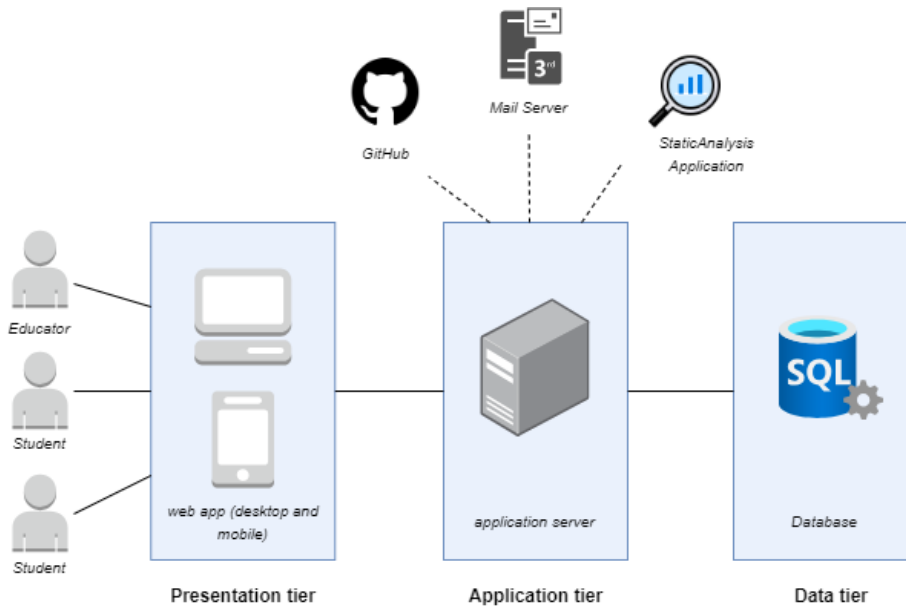 3rd
Mail Server
GitHub
StaticAnalysis
Application
Educator
Student
Student
SQL
web app (desktop and
mobile)
application server
Database
Presentation tier
Application tier
Data tier